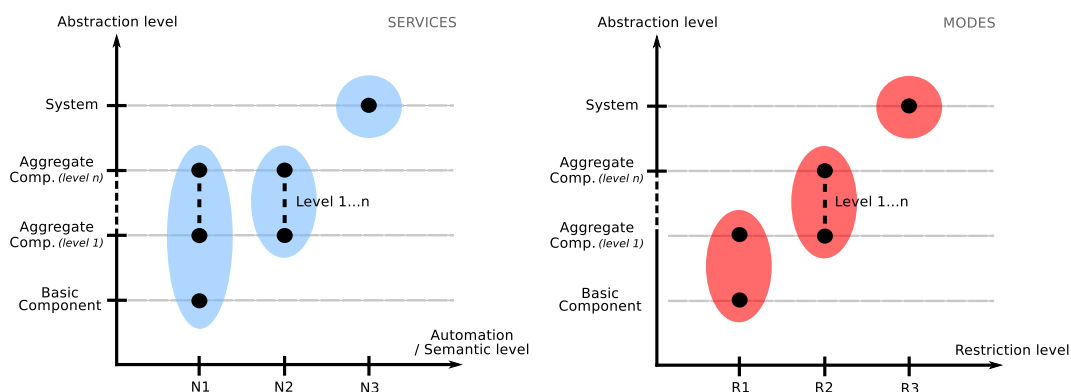 Abstraction level
SERVICES
System
Aggregate
Comp. (level n)
Level 1...n
Aggregate
Comp. (level 1)
Basic
Component
Automation
/ Semantic level
N1
N2
N3
Abstraction level
MODES
System
Aggregate
Comp. (level n)
Level 1...n
Aggregate
Comp. (level 1)
Basic
Component
Restriction level
R1
R2
R3